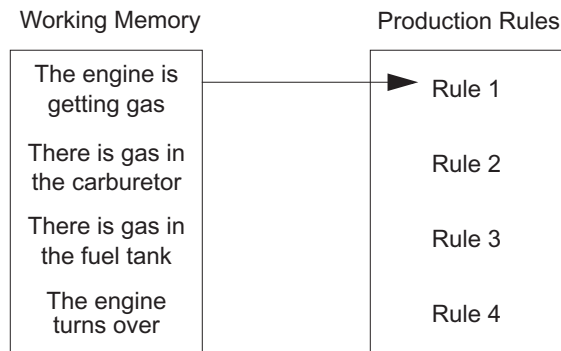 Working Memory
Production Rules
The engine is
getting gas
Rule 1
There is gas in
the carburetor
Rule 2
There is gas in
the fuel tank
Rule 3
The engine
turns over
Rule 4